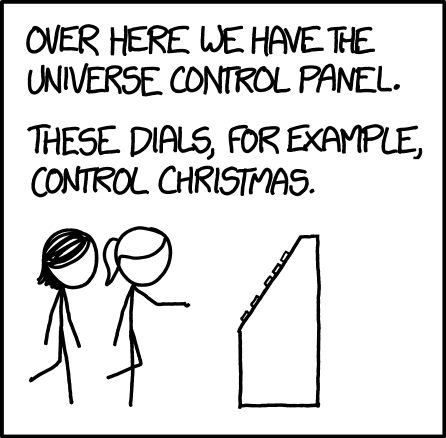 OVER HERE WE HAVE THE
UNIVERSE CONTROL PANEL.
THESE DIALS, FOR EXAMPLE,
CONTROL CHRISTMAS.